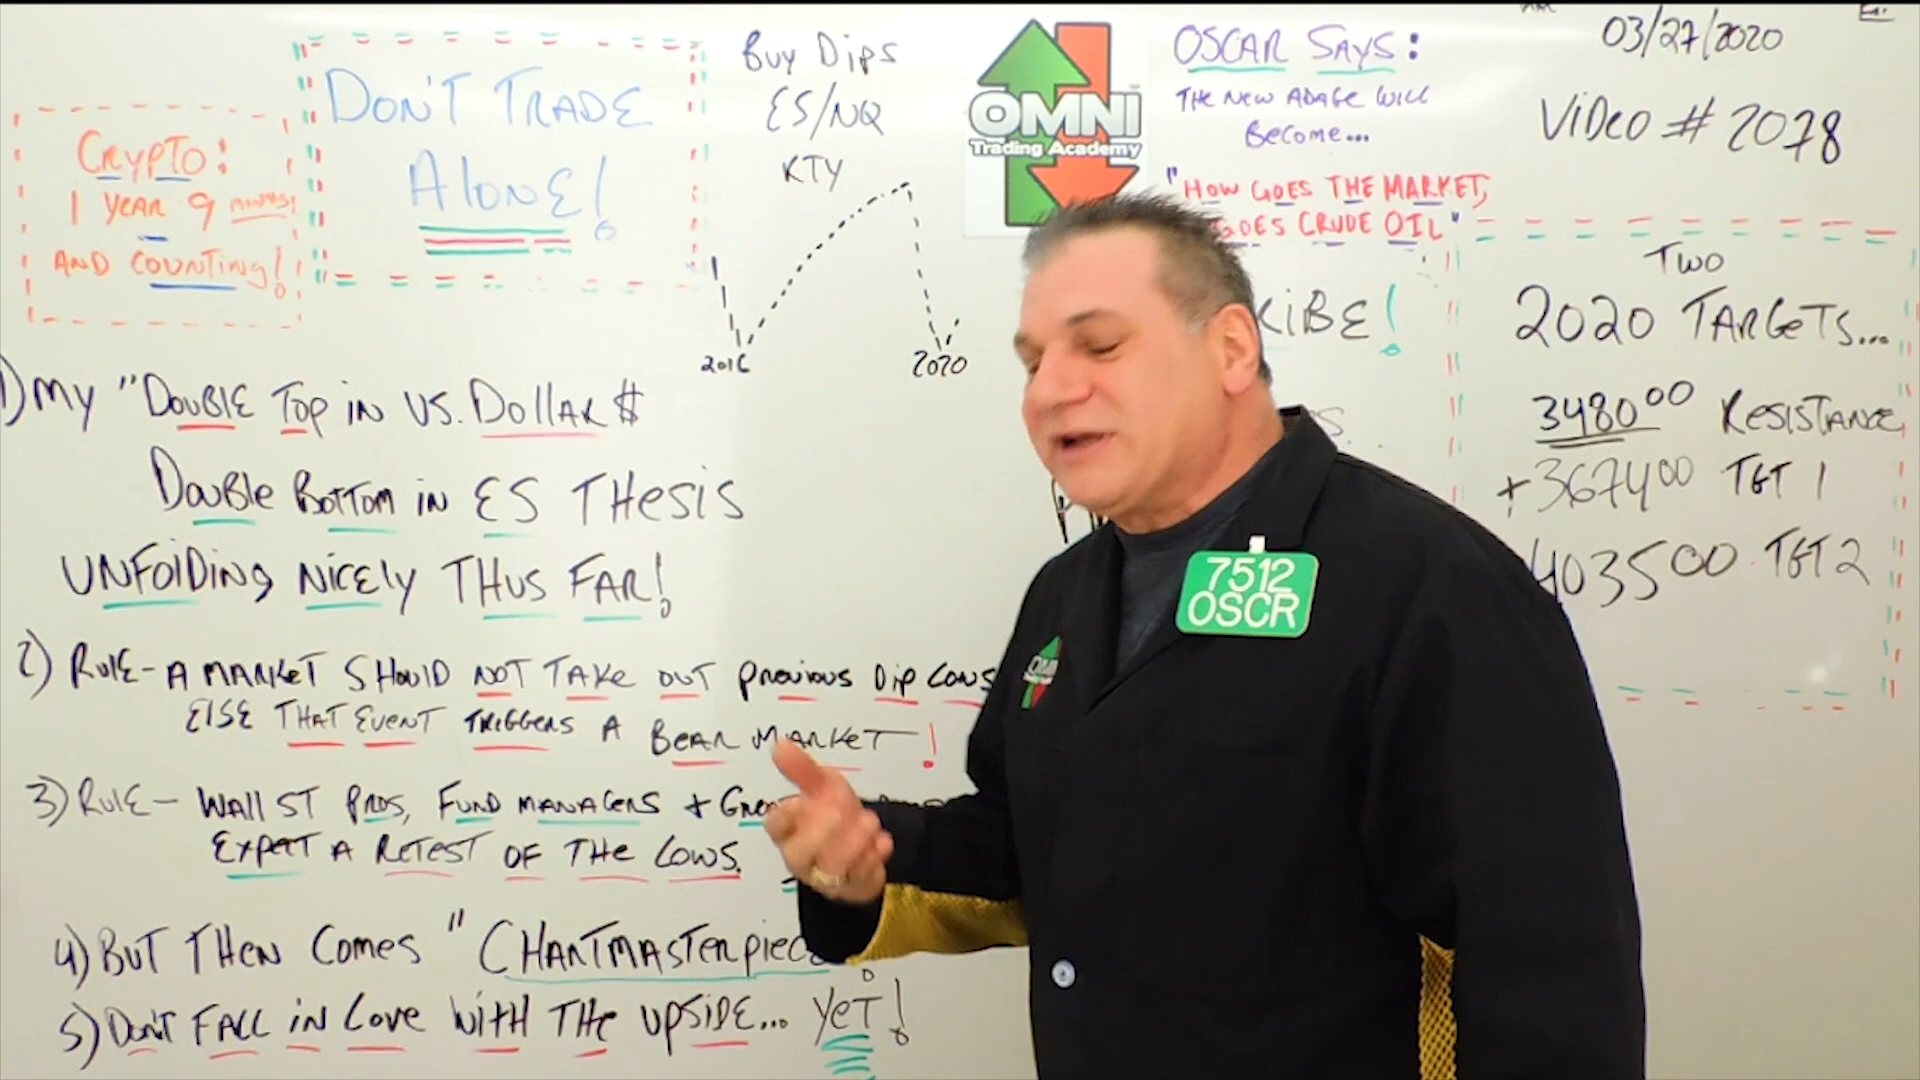 CRYPTO:
1 YEAR 9
AND COUNTING!
DON'T TRADE
ALONE!
BUY DIPS
ES/NQ
KTY
2016
2020
OMNI
Trading Academy
OSCAR SAYS:
THE NEW ADAGE WILL
BECOME...
"HOW GOES THE MARKET,
GOES CRUDE OIL"
03/27/2020
VIDEO # 2078
TWO
2020 TARGETS...
3480 00 RESISTANCE
+3674 00 TGT 1
4035 00 TGT 2
1) MY "DOUBLE TOP IN US. DOLLAR $
DOUBLE BOTTOM IN ES THESIS
UNFOLDING NICELY THUS FAR!
2) RULE - A MARKET SHOULD NOT TAKE OUT PREVIOUS DIP LOWS
ELSE THAT EVENT TRIGGERS A BEAR MARKET!
3) RULE - WALL ST PROS, FUND MANAGERS +
EXPECT A RETEST OF THE LOWS.
4) BUT THEN COMES "CHARTMASTERPIECE
5) DON'T FALL IN LOVE WITH THE UPSIDE... YET!
7512
OSCR
OMNI